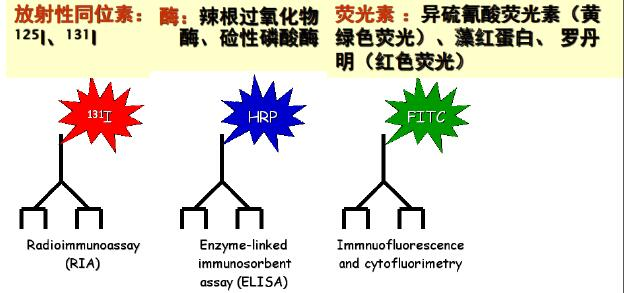 放射性同位素：
¹²⁵I、¹³¹I
酶：辣根过氧化物
酶、硷性磷酸酶
荧光素：异硫氰酸荧光素（黄
绿色荧光）、藻红蛋白、罗丹
明（红色荧光）
¹³¹I
HRP
FITC
Radioimmunoassay
(RIA)
Enzyme-linked
immunosorbent
assay (ELISA)
Immnuofluorescence
and cytofluorimetry